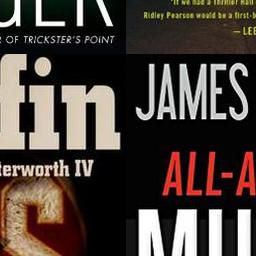 R OF TRICKSTER'S POINT
"If we had a Thriller Hall
Ridley Pearson would be a first-b
— LEE
fin
terworth IV
S
JAMES
ALL-A
MU